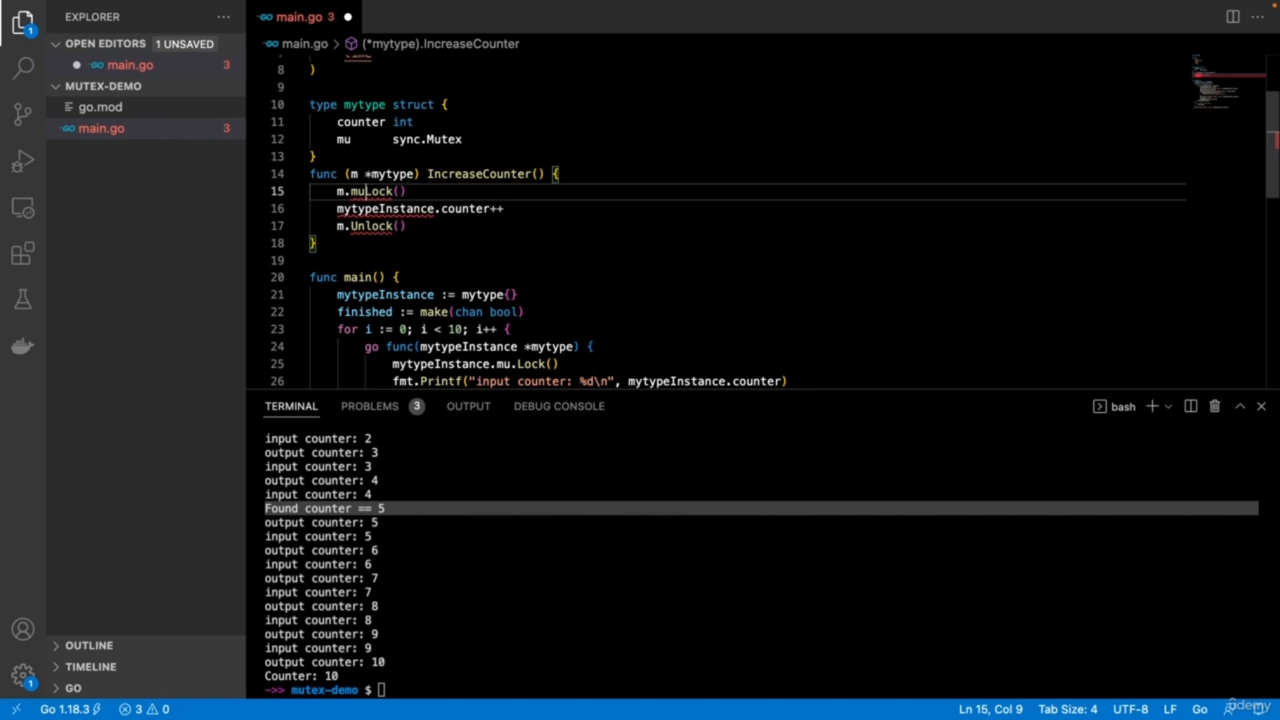 EXPLORER
main.go 3
OPEN EDITORS 1 UNSAVED
main.go 3
MUTEX-DEMO
go.mod
main.go 3
main.go > (*mytype).IncreaseCounter
8 )
9
10 type mytype struct {
11 counter int
12 mu sync.Mutex
13 }
14 func (m *mytype) IncreaseCounter() {
15 m.muLock()
16 mytypeInstance.counter++
17 m.Unlock()
18 }
19
20 func main() {
21 mytypeInstance := mytype{}
22 finished := make(chan bool)
23 for i := 0; i < 10; i++ {
24 go func(mytypeInstance *mytype) {
25 mytypeInstance.mu.Lock()
26 fmt.Printf("input counter: %d\n", mytypeInstance.counter)
TERMINAL PROBLEMS 3 OUTPUT DEBUG CONSOLE bash
input counter: 2
output counter: 3
input counter: 3
output counter: 4
input counter: 4
Found counter == 5
output counter: 5
input counter: 5
output counter: 6
input counter: 6
output counter: 7
input counter: 7
output counter: 8
input counter: 8
output counter: 9
input counter: 9
output counter: 10
Counter: 10
->> mutex-demo $
OUTLINE
TIMELINE
GO
1
1
Go 1.18.3 3 0 Ln 15, Col 9 Tab Size: 4 UTF-8 LF Go
udemy